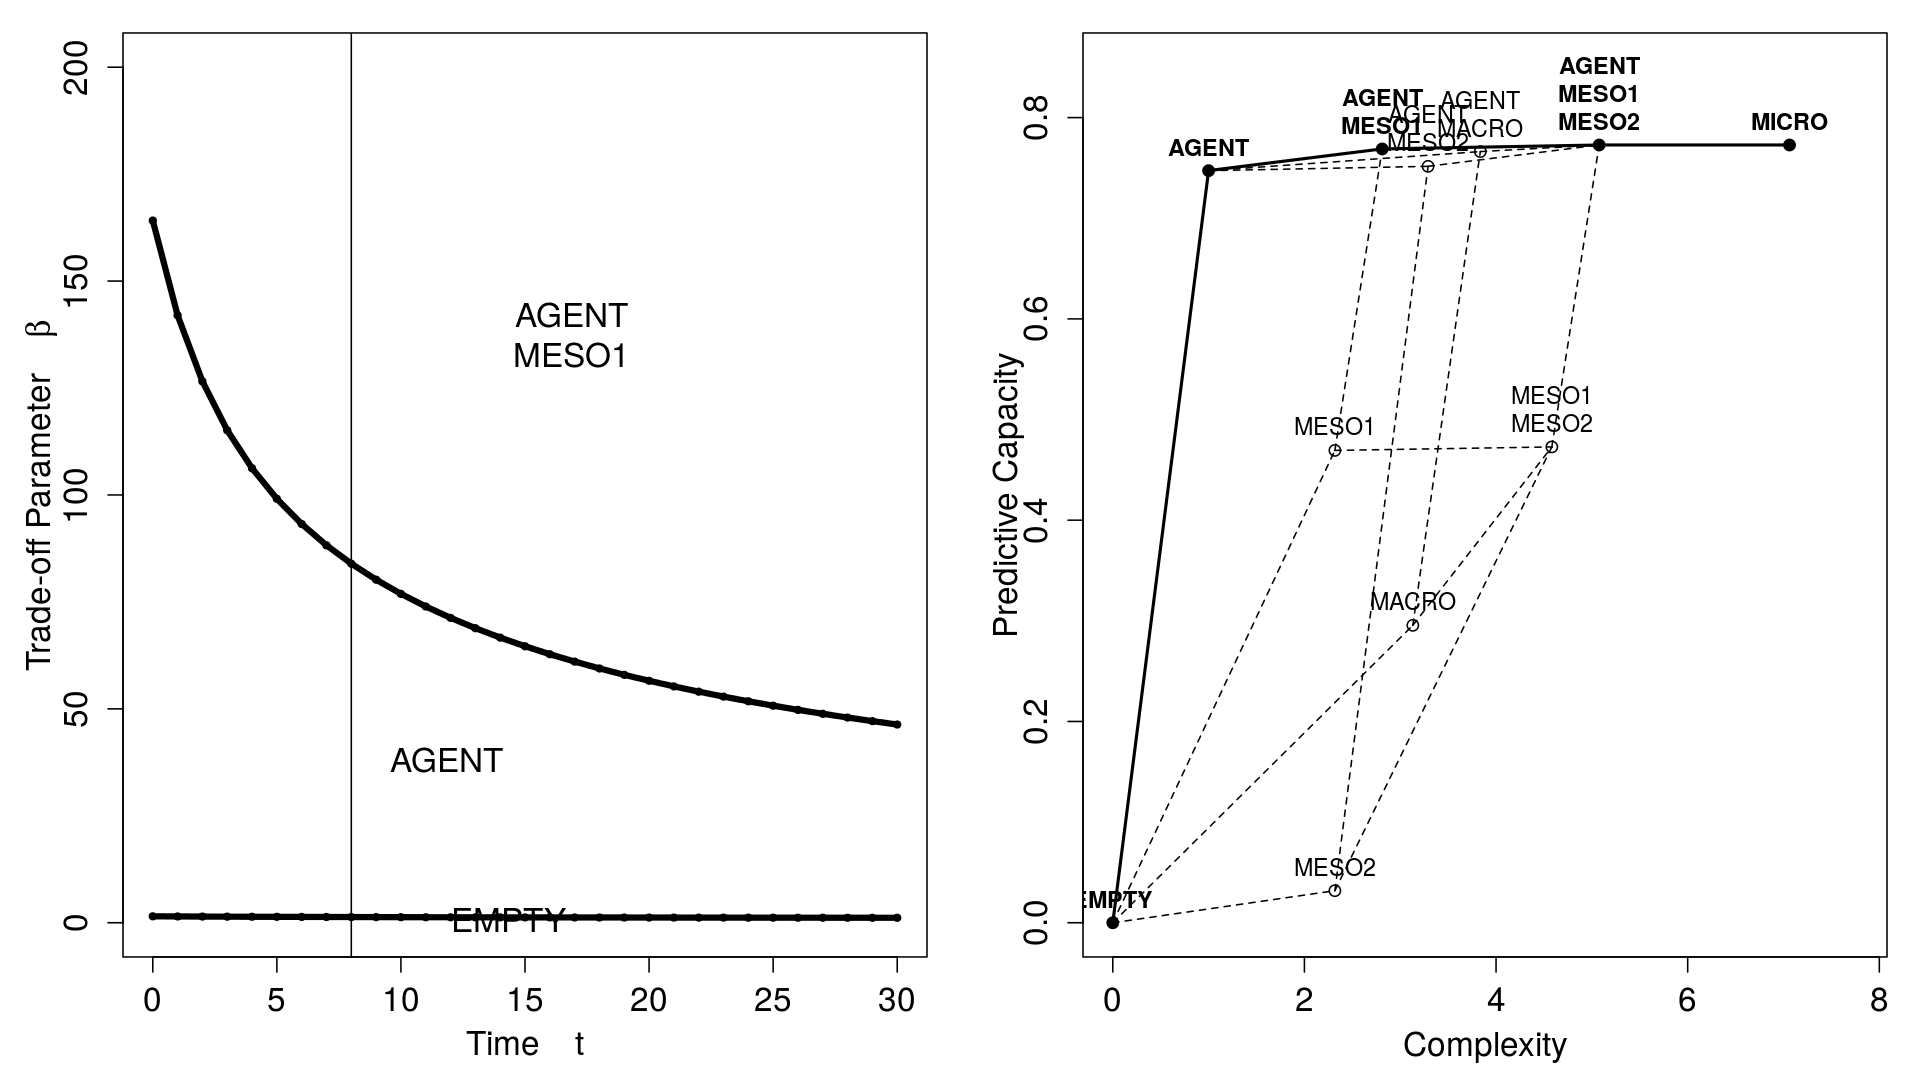 Trade-off Parameter β
200
150
100
50
0
AGENT
MESO1
AGENT
EMPTY
0 5 10 15 20 25 30
Time t
Predictive Capacity
0.8
0.6
0.4
0.2
0.0
AGENT
AGENT
MESO1
AGENT
MESO2
AGENT
MACRO
AGENT
MESO1
MESO2
MICRO
MESO1
MESO1
MESO2
MACRO
MESO2
EMPTY
0 2 4 6 8
Complexity